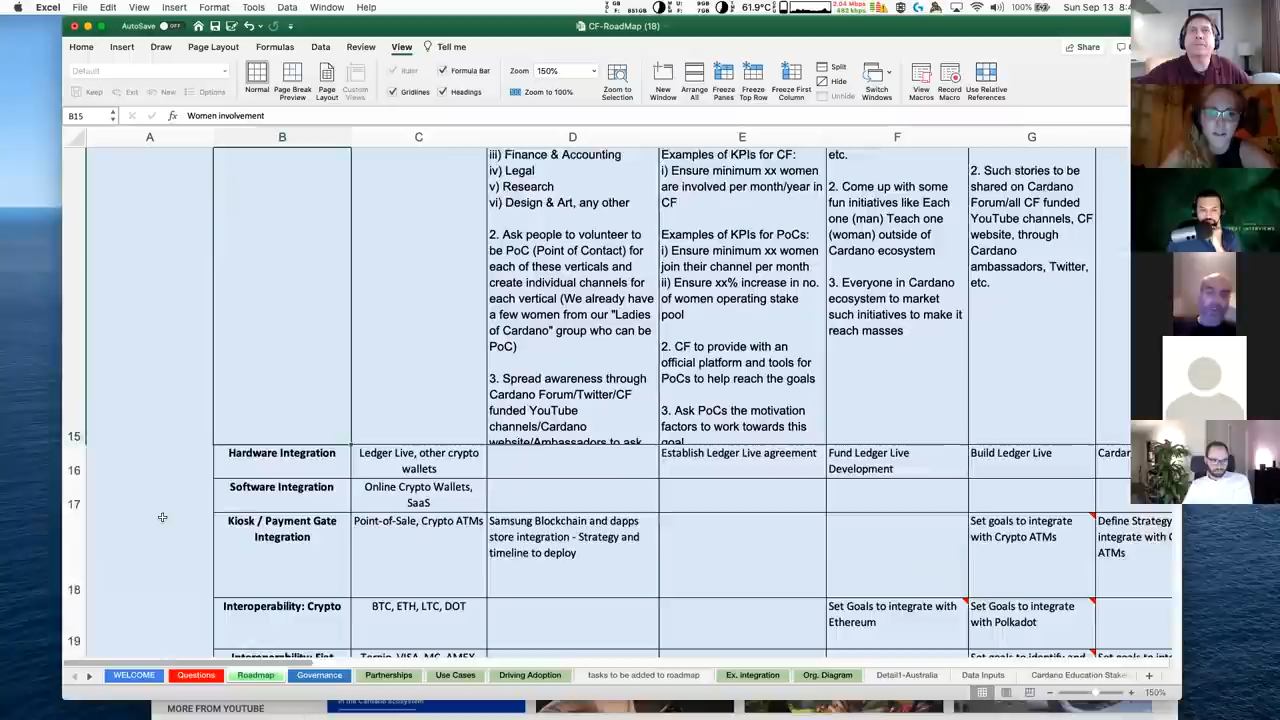 Excel File Edit View Insert Format Tools Data Window Help
61.9°C
100%
Sun Sep 13
AutoSave OFF
CF-RoadMap (18)
Home Insert Draw Page Layout Formulas Data Review View Tell me
Share
Default
Keep Exit New Options
Normal
Page Break Preview
Page Layout
Custom Views
Ruler
Formula Bar
Gridlines
Headings
Zoom 150%
Zoom to 100%
Zoom to Selection
New Window
Arrange All
Freeze Panes
Freeze Top Row
Freeze First Column
Split
Hide
Unhide
Switch Windows
View Macros
Record Macro
Use Relative References
B15
fx Women involvement
A B C D E F G
iii) Finance & Accounting
iv) Legal
v) Research
vi) Design & Art, any other
2. Ask people to volunteer to
be PoC (Point of Contact) for
each of these verticals and
create individual channels for
each vertical (We already have
a few women from our "Ladies
of Cardano" group who can be
PoC)
3. Spread awareness through
Cardano Forum/Twitter/CF
funded YouTube
channels/Cardano
website/Ambassadors to ask
Examples of KPIs for CF:
i) Ensure minimum xx women
are involved per month/year in
CF
Examples of KPIs for PoCs:
i) Ensure minimum xx women
join their channel per month
ii) Ensure xx% increase in no.
of women operating stake
pool
2. CF to provide with an
official platform and tools for
PoCs to help reach the goals
3. Ask PoCs the motivation
factors to work towards this
goal
etc.
2. Come up with some
fun initiatives like Each
one (man) Teach one
(woman) outside of
Cardano ecosystem
3. Everyone in Cardano
ecosystem to market
such initiatives to make it
reach masses
2. Such stories to be
shared on Cardano
Forum/all CF funded
YouTube channels, CF
website, through
Cardano
ambassadors, Twitter,
etc.
15
Hardware Integration
Ledger Live, other crypto
wallets
Establish Ledger Live agreement
Fund Ledger Live
Development
Build Ledger Live
Cardar
16
Software Integration
Online Crypto Wallets,
SaaS
17
Kiosk / Payment Gate
Integration
Point-of-Sale, Crypto ATMs
Samsung Blockchain and dapps
store integration - Strategy and
timeline to deploy
Set goals to integrate
with Crypto ATMs
Define Strategy
integrate with C
ATMs
18
Interoperability: Crypto
BTC, ETH, LTC, DOT
Set Goals to integrate with
Ethereum
Set Goals to integrate
with Polkadot
19
WELCOME Questions Roadmap Governance Partnerships Use Cases Driving Adoption tasks to be added to roadmap Ex. integration Org. Diagram Detail1-Australia Data Inputs Cardano Education Stake
150%
MORE FROM YOUTUBE